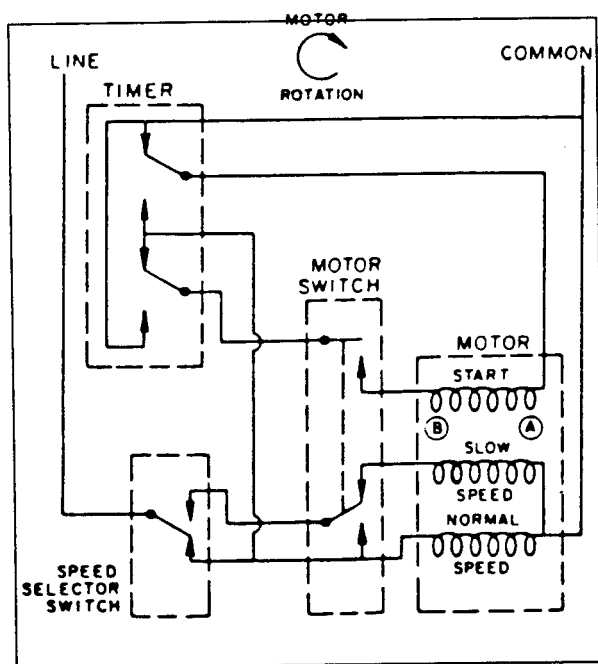 MOTOR
ROTATION
LINE
COMMON
TIMER
MOTOR
SWITCH
MOTOR
START
B
A
SLOW
SPEED
NORMAL
SPEED
SPEED
SELECTOR
SWITCH